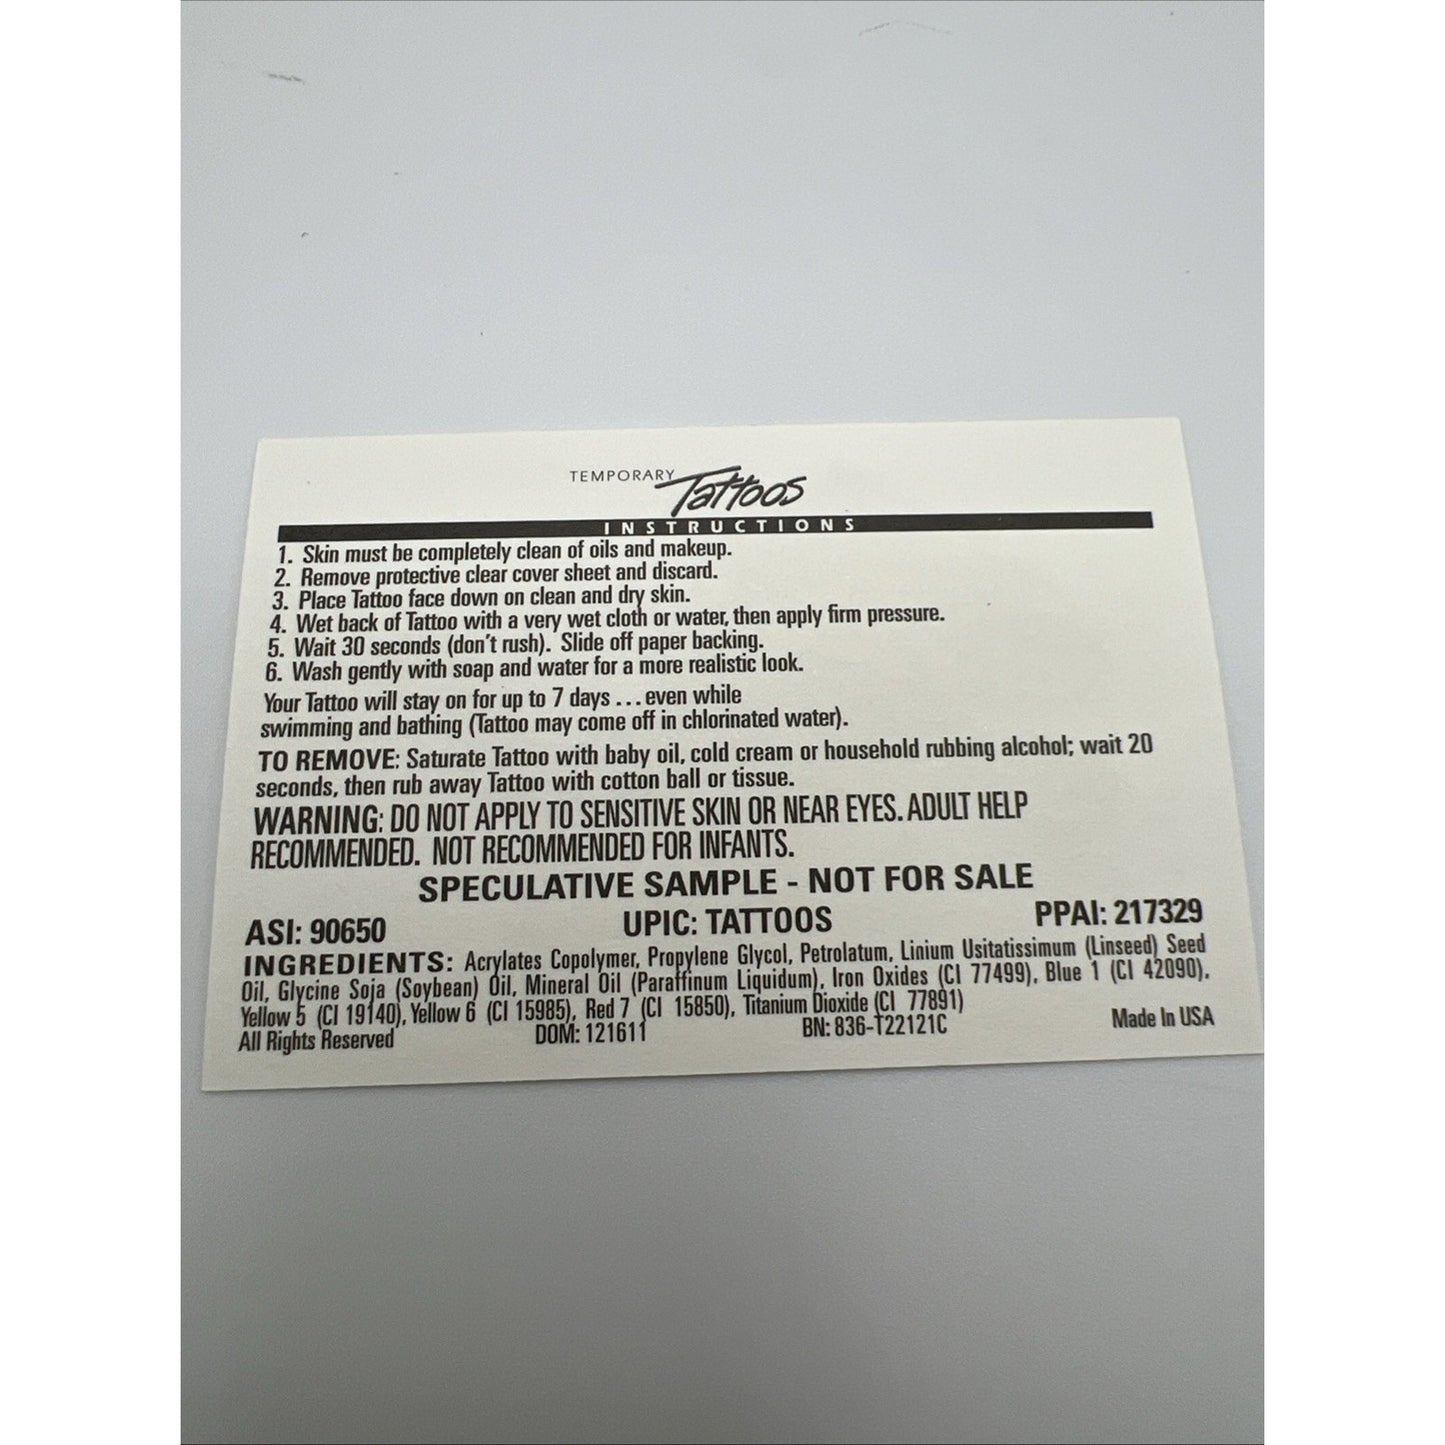 TEMPORARY Tattoos
INSTRUCTIONS
1. Skin must be completely clean of oils and makeup.
2. Remove protective clear cover sheet and discard.
3. Place Tattoo face down on clean and dry skin.
4. Wet back of Tattoo with a very wet cloth or water, then apply firm pressure.
5. Wait 30 seconds (don't rush). Slide off paper backing.
6. Wash gently with soap and water for a more realistic look.
Your Tattoo will stay on for up to 7 days . . . even while
swimming and bathing (Tattoo may come off in chlorinated water).
TO REMOVE: Saturate Tattoo with baby oil, cold cream or household rubbing alcohol; wait 20
seconds, then rub away Tattoo with cotton ball or tissue.
WARNING: DO NOT APPLY TO SENSITIVE SKIN OR NEAR EYES. ADULT HELP
RECOMMENDED. NOT RECOMMENDED FOR INFANTS.
SPECULATIVE SAMPLE - NOT FOR SALE
ASI: 90650 UPIC: TATTOOS PPAI: 217329
INGREDIENTS: Acrylates Copolymer, Propylene Glycol, Petrolatum, Linium Usitatissimum (Linseed) Seed
Oil, Glycine Soja (Soybean) Oil, Mineral Oil (Paraffinum Liquidum), Iron Oxides (CI 77499), Blue 1 (CI 42090),
Yellow 5 (CI 19140), Yellow 6 (CI 15985), Red 7 (CI 15850), Titanium Dioxide (CI 77891)
All Rights Reserved DOM: 121611 BN: 836-T22121C Made In USA